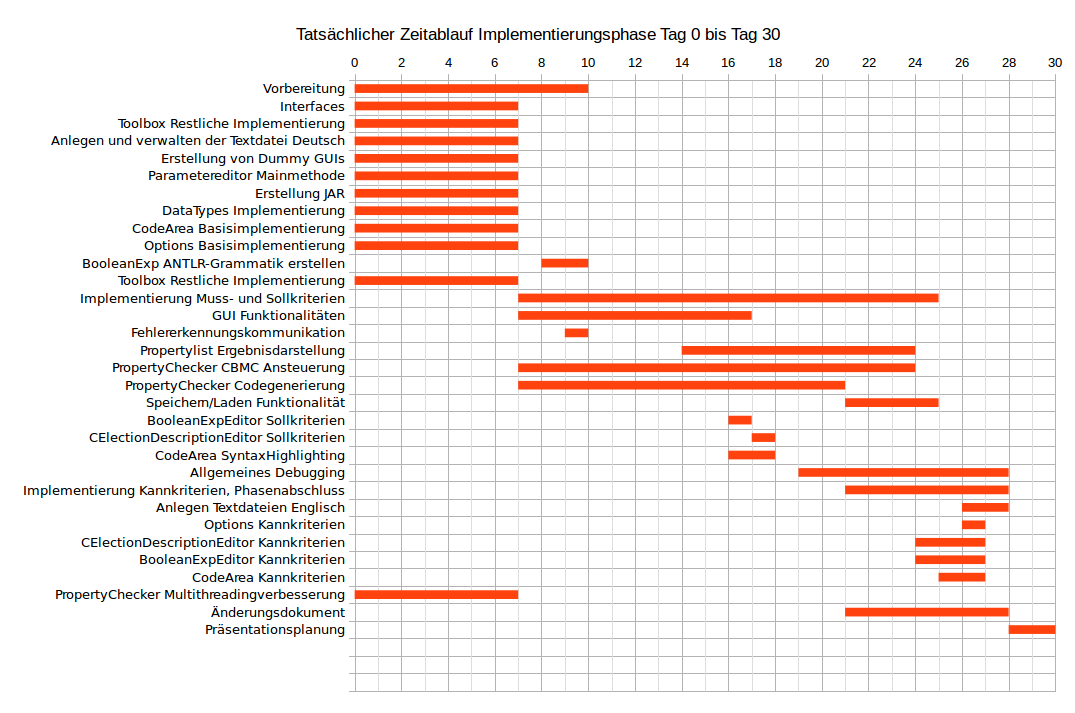 Tatsächlicher Zeitablauf Implementierungsphase Tag 0 bis Tag 30
0 2 4 6 8 10 12 14 16 18 20 22 24 26 28 30
Vorbereitung
Interfaces
Toolbox Restliche Implementierung
Anlegen und verwalten der Textdatei Deutsch
Erstellung von Dummy GUIs
Parametereditor Mainmethode
Erstellung JAR
DataTypes Implementierung
CodeArea Basisimplementierung
Options Basisimplementierung
BooleanExp ANTLR-Grammatik erstellen
Toolbox Restliche Implementierung
Implementierung Muss- und Sollkriterien
GUI Funktionalitäten
Fehlererkennungskommunikation
Propertylist Ergebnisdarstellung
PropertyChecker CBMC Ansteuerung
PropertyChecker Codegenerierung
Speichern/Laden Funktionalität
BooleanExpEditor Sollkriterien
CElectionDescriptionEditor Sollkriterien
CodeArea SyntaxHighlighting
Allgemeines Debugging
Implementierung Kannkriterien, Phasenabschluss
Anlegen Textdateien Englisch
Options Kannkriterien
CElectionDescriptionEditor Kannkriterien
BooleanExpEditor Kannkriterien
CodeArea Kannkriterien
PropertyChecker Multithreadingverbesserung
Änderungsdokument
Präsentationsplanung